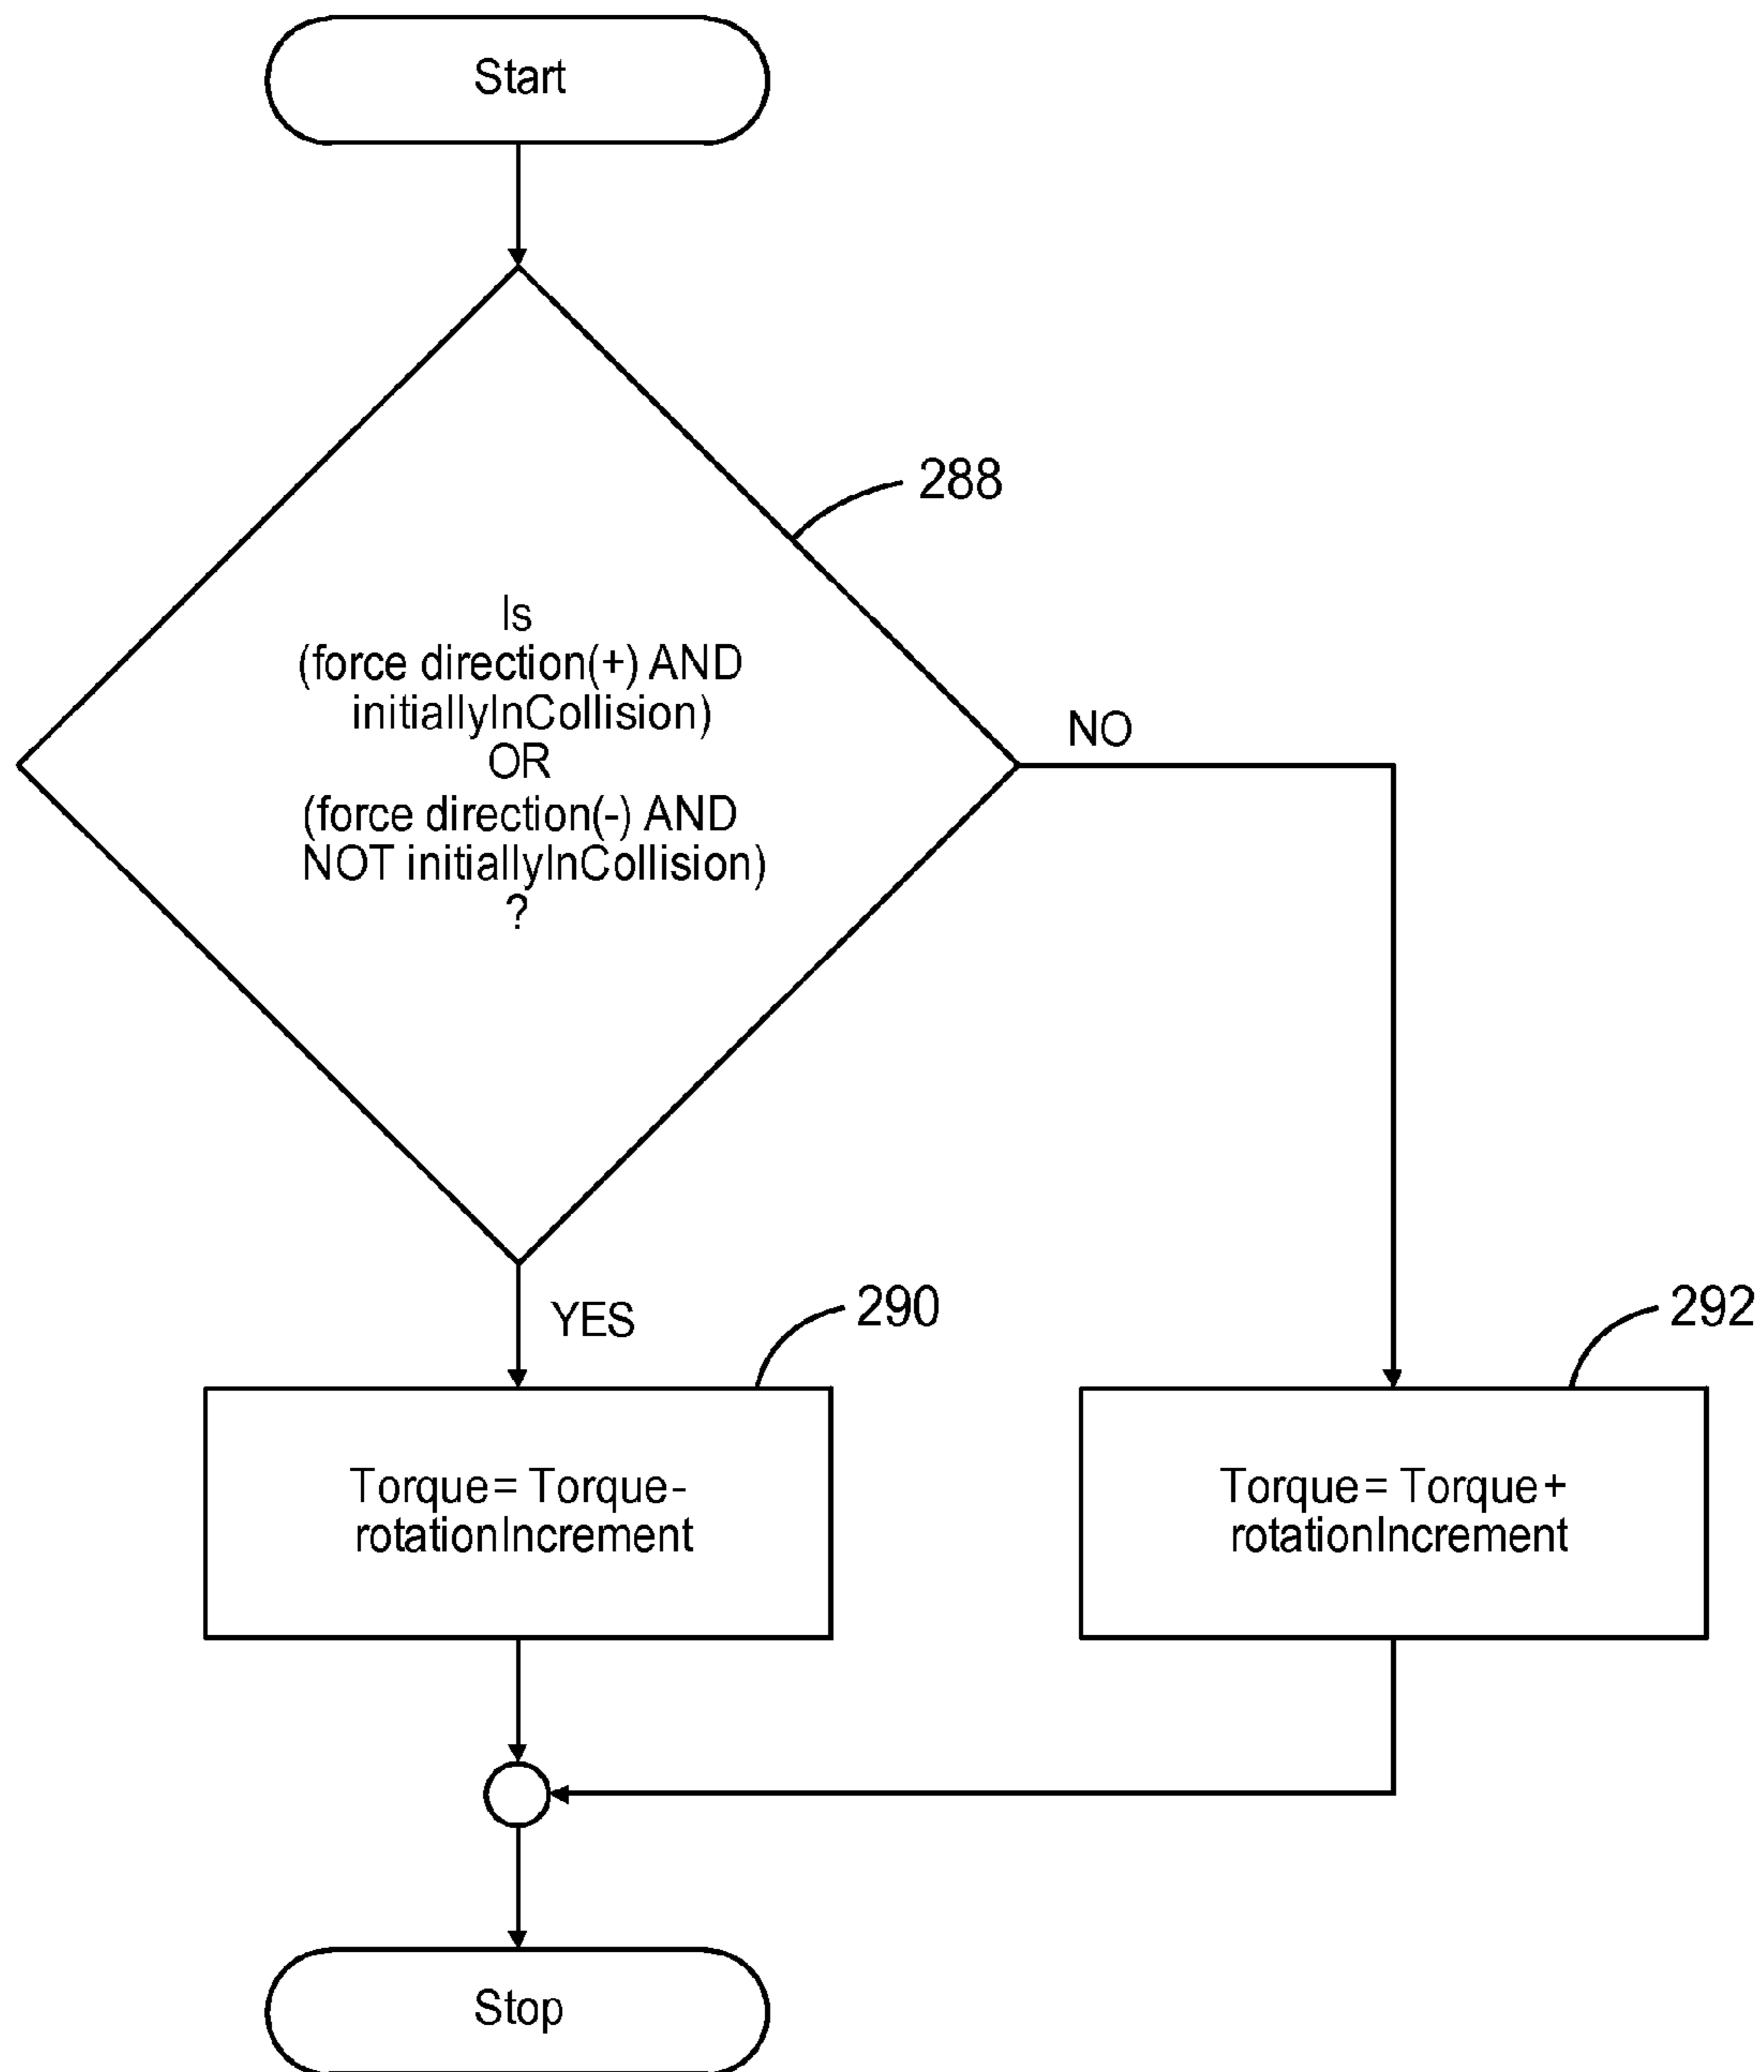 Start
288
Is
(force direction(+) AND
initiallyInCollision)
OR
(force direction(-) AND
NOT initiallyInCollision)
?
NO
YES
290
292
Torque= Torque-
rotationIncrement
Torque= Torque+
rotationIncrement
Stop